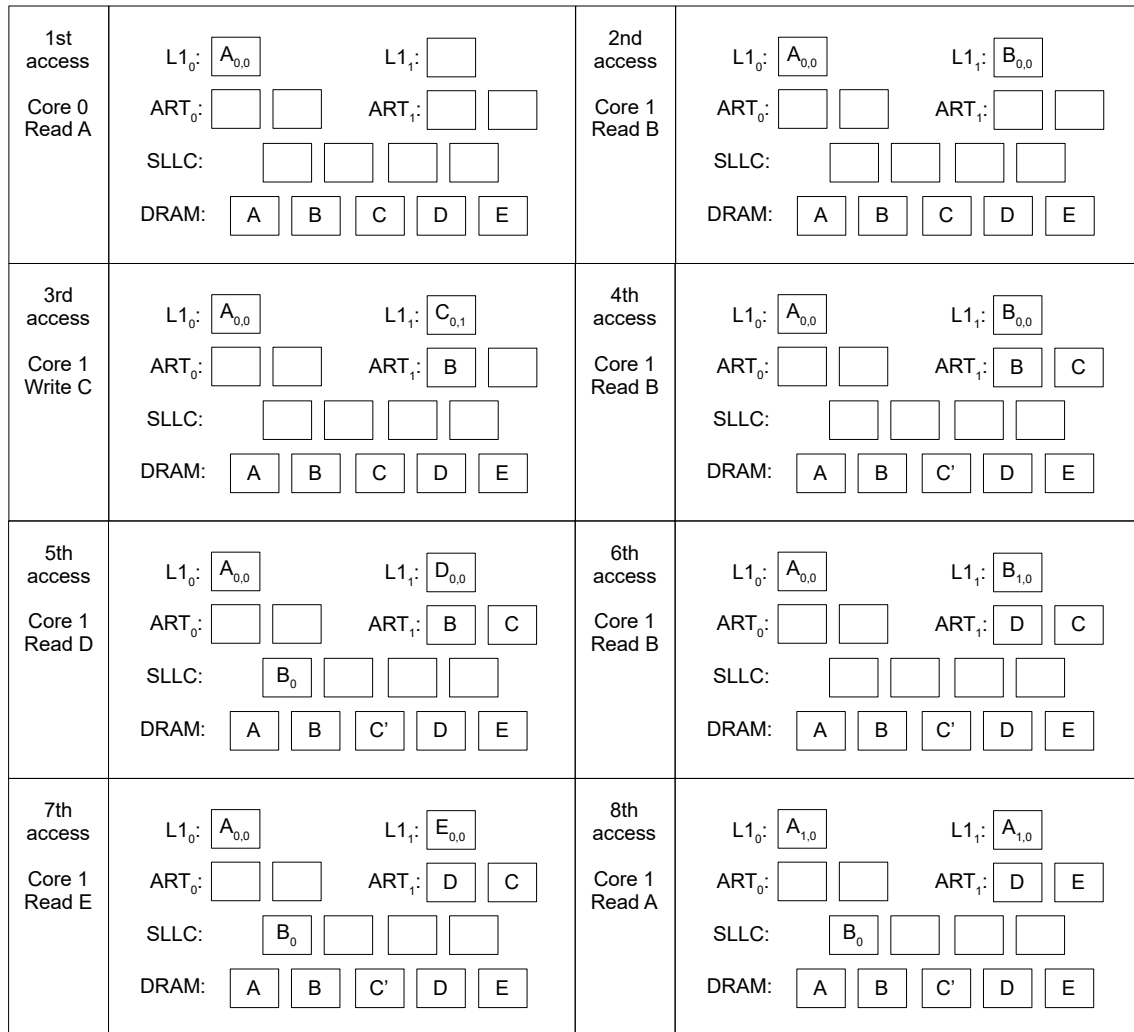 1st
access
Core 0
Read A
L1₀: A₀,₀ L1₁:
ART₀: ART₁:
SLLC:
DRAM: A B C D E
2nd
access
Core 1
Read B
L1₀: A₀,₀ L1₁: B₀,₀
ART₀: ART₁:
SLLC:
DRAM: A B C D E
3rd
access
Core 1
Write C
L1₀: A₀,₀ L1₁: C₀,₁
ART₀: ART₁: B
SLLC:
DRAM: A B C D E
4th
access
Core 1
Read B
L1₀: A₀,₀ L1₁: B₀,₀
ART₀: ART₁: B C
SLLC:
DRAM: A B C’ D E
5th
access
Core 1
Read D
L1₀: A₀,₀ L1₁: D₀,₀
ART₀: ART₁: B C
SLLC: B₀
DRAM: A B C’ D E
6th
access
Core 1
Read B
L1₀: A₀,₀ L1₁: B₁,₀
ART₀: ART₁: D C
SLLC:
DRAM: A B C’ D E
7th
access
Core 1
Read E
L1₀: A₀,₀ L1₁: E₀,₀
ART₀: ART₁: D C
SLLC: B₀
DRAM: A B C’ D E
8th
access
Core 1
Read A
L1₀: A₁,₀ L1₁: A₁,₀
ART₀: ART₁: D E
SLLC: B₀
DRAM: A B C’ D E